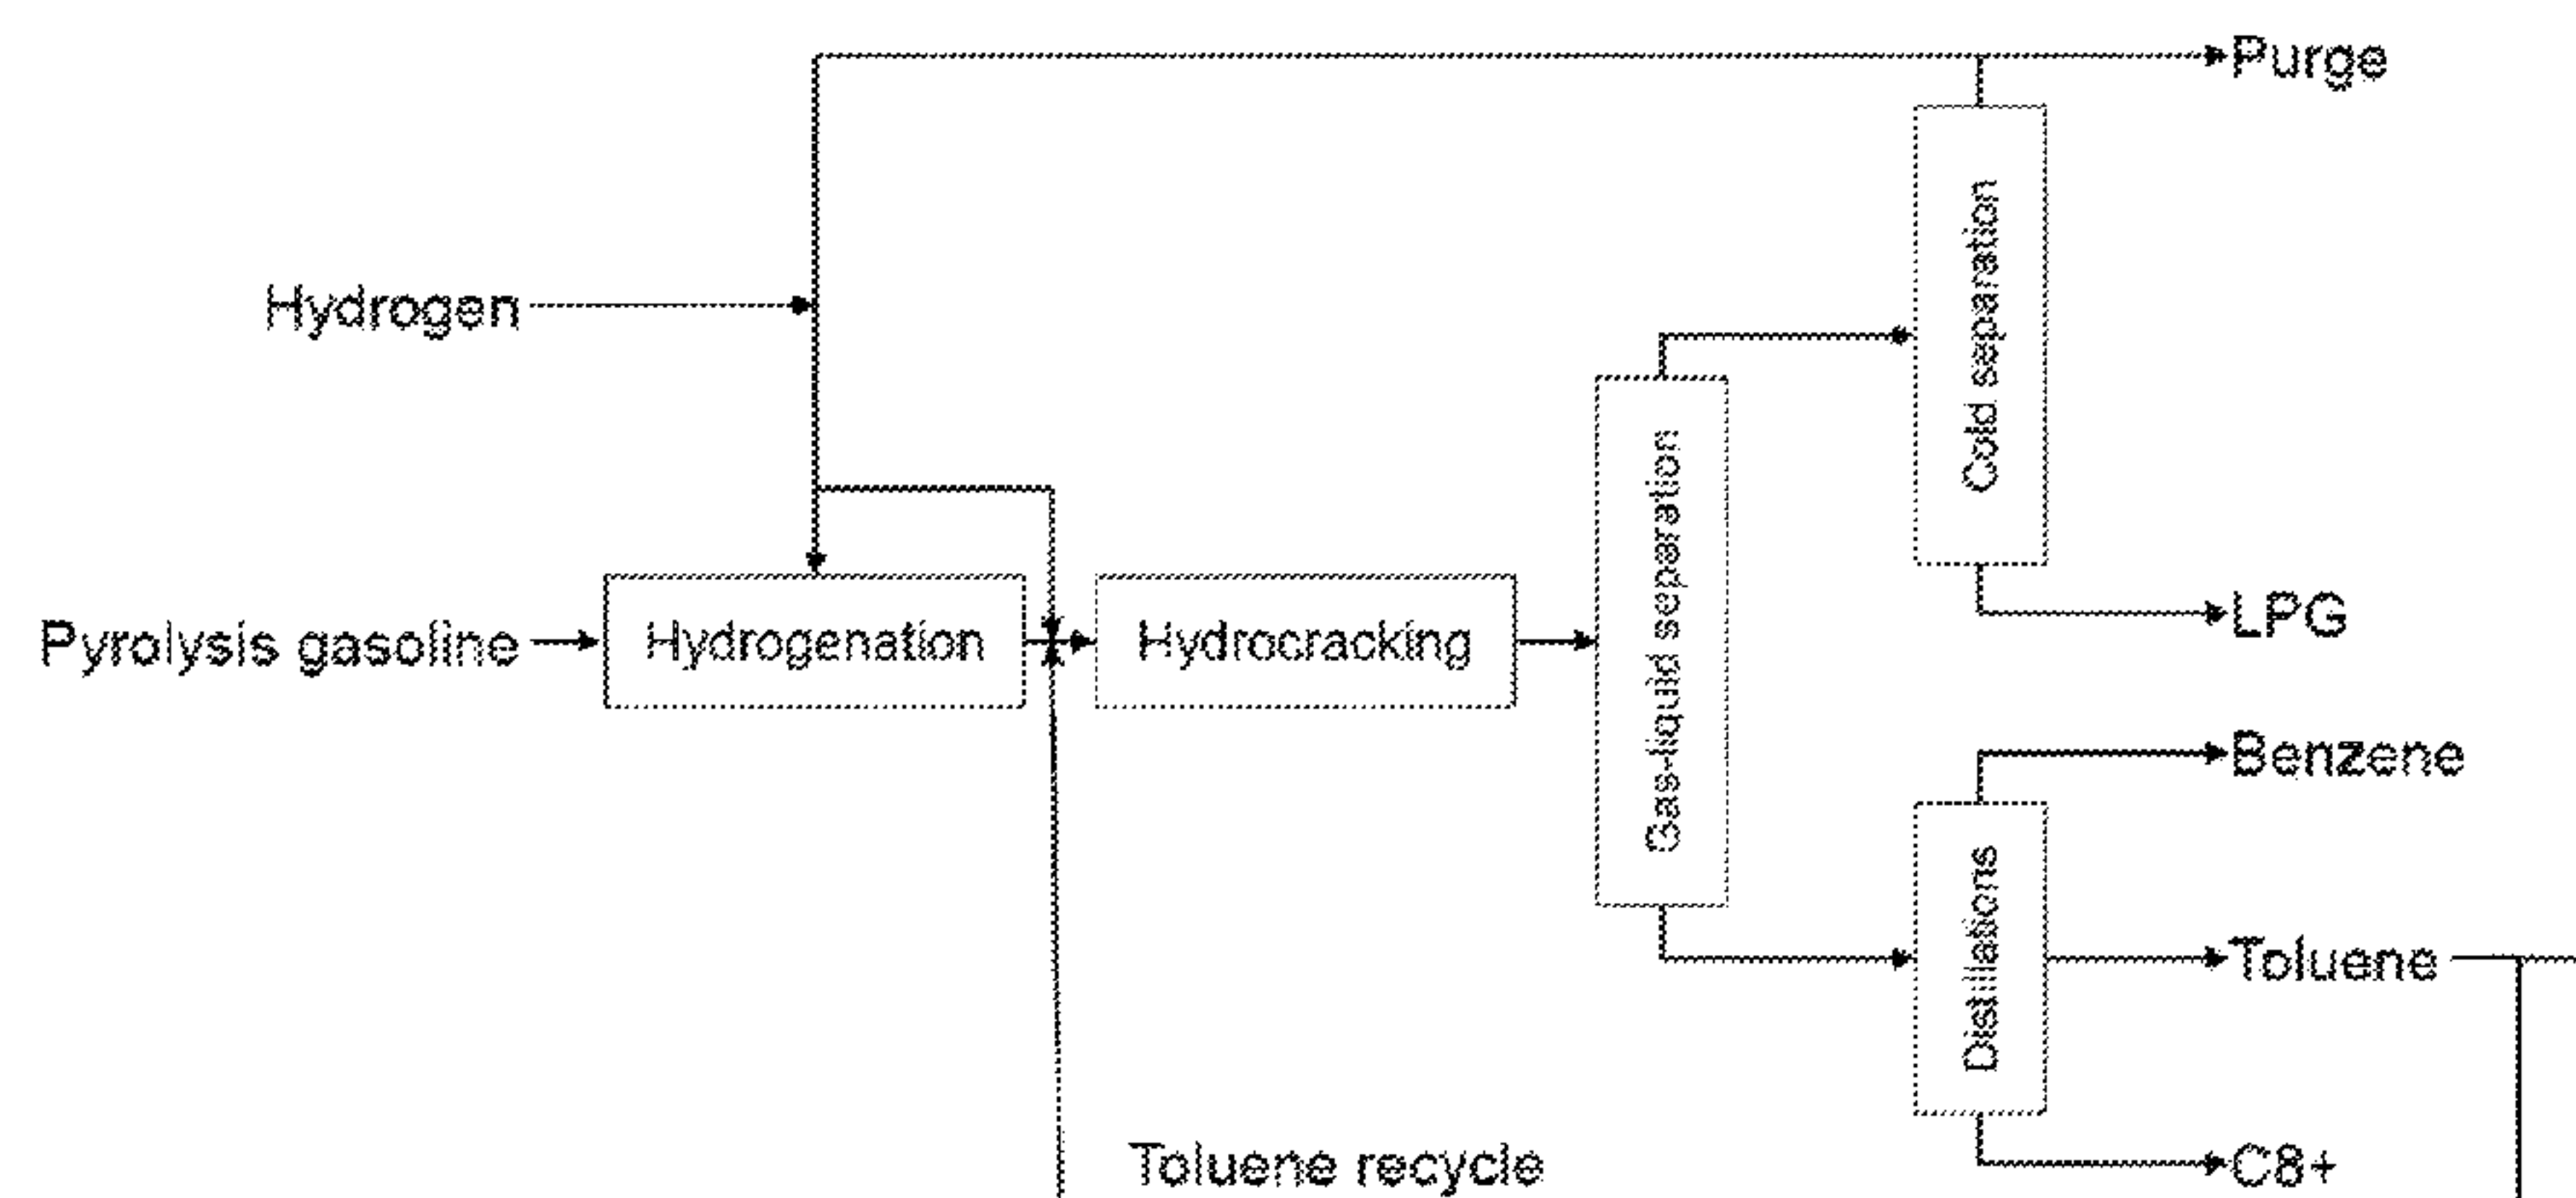 Purge
Hydrogen
Cold separation
Gas-liquid separation
Pyrolysis gasoline
Hydrogenation
Hydrocracking
LPG
Benzene
Distillations
Toluene
Toluene recycle
C8+